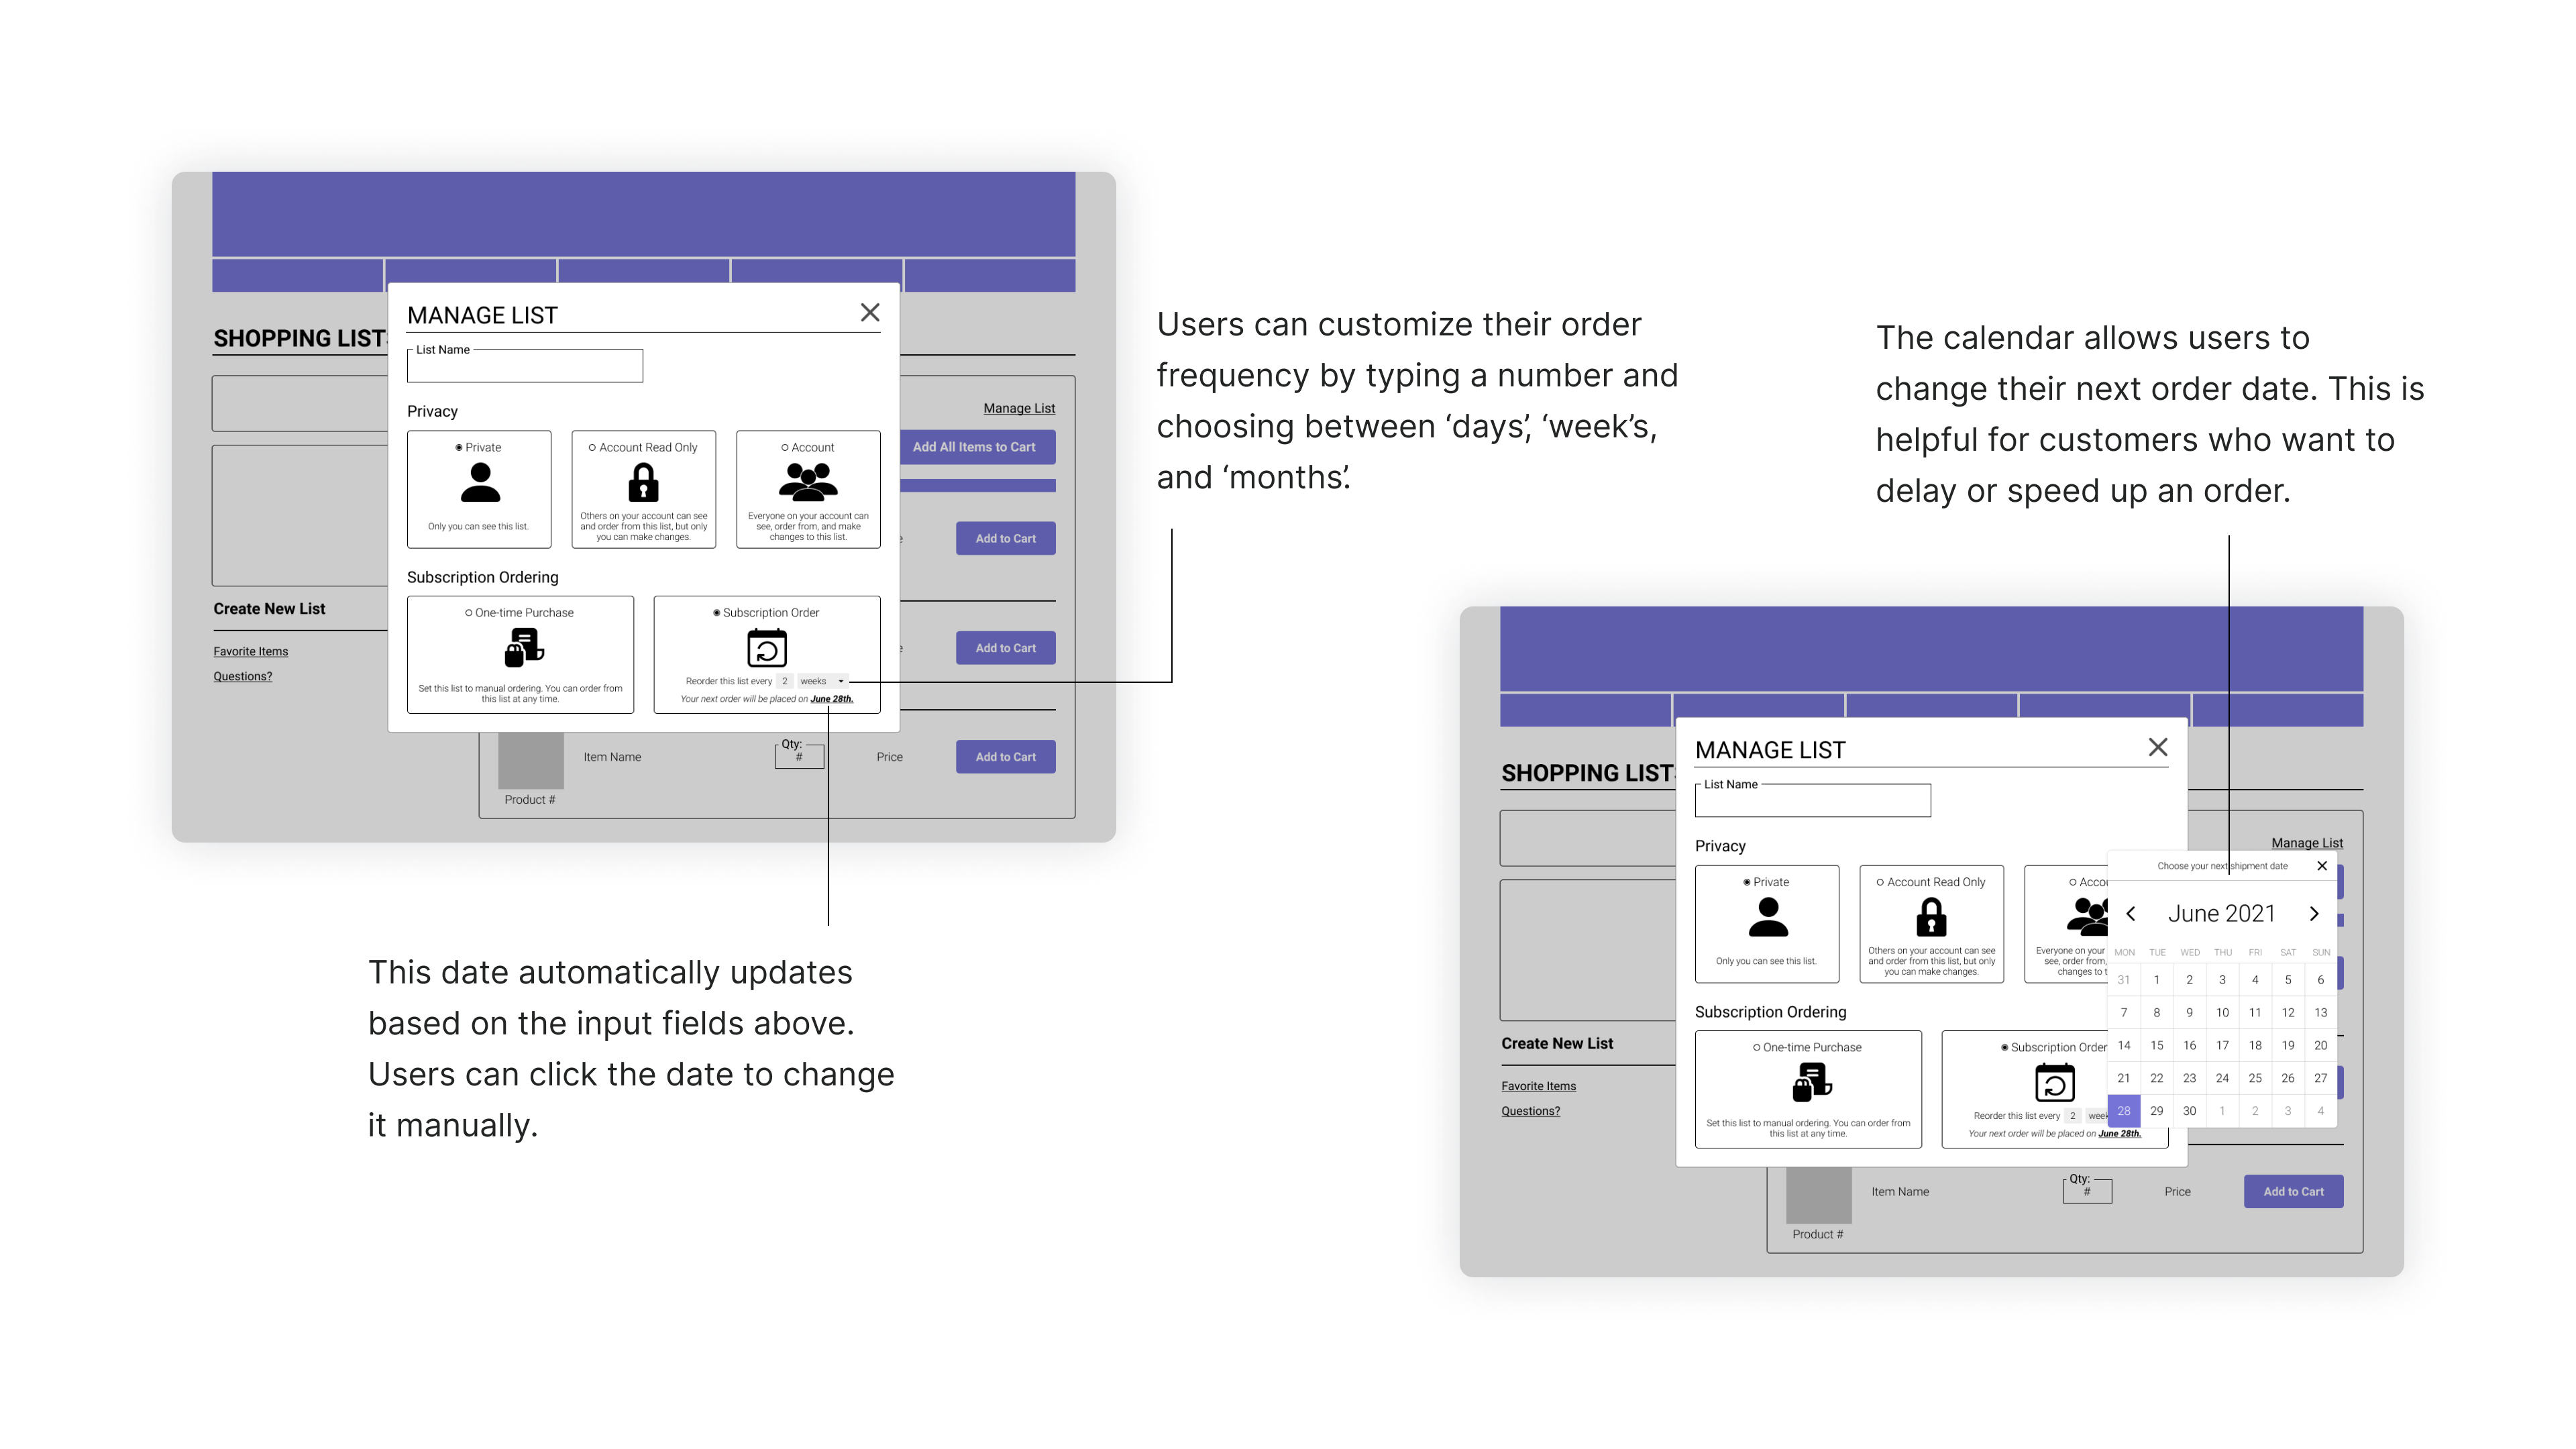 SHOPPING LIST
MANAGE LIST
List Name
Privacy
Private
Only you can see this list.
Account Read Only
Others on your account can see
and order from this list, but only
you can make changes.
Account
Everyone on your account can
see, order from, and make
changes to this list.
Subscription Ordering
One-time Purchase
Set this list to manual ordering. You can order from
this list at any time.
Subscription Order
Reorder this list every 2 weeks
Your next order will be placed on June 28th.
Manage List
Add All Items to Cart
Add to Cart
Add to Cart
Create New List
Favorite Items
Questions?
Item Name
Qty:
#
Price
Add to Cart
Product #
Users can customize their order
frequency by typing a number and
choosing between ‘days’, ‘week’s,
and ‘months’.
This date automatically updates
based on the input fields above.
Users can click the date to change
it manually.
The calendar allows users to
change their next order date. This is
helpful for customers who want to
delay or speed up an order.
SHOPPING LIST
MANAGE LIST
List Name
Privacy
Private
Only you can see this list.
Account Read Only
Others on your account can see
and order from this list, but only
you can make changes.
Acco
Everyone on your
see, order from,
changes to t
Subscription Ordering
One-time Purchase
Set this list to manual ordering. You can order from
this list at any time.
Subscription Order
Reorder this list every 2 week
Your next order will be placed on June 28th.
Manage List
Choose your next shipment date
June 2021
MON TUE WED THU FRI SAT SUN
31 1 2 3 4 5 6
7 8 9 10 11 12 13
14 15 16 17 18 19 20
21 22 23 24 25 26 27
28 29 30 1 2 3 4
Create New List
Favorite Items
Questions?
Item Name
Qty:
#
Price
Add to Cart
Product #